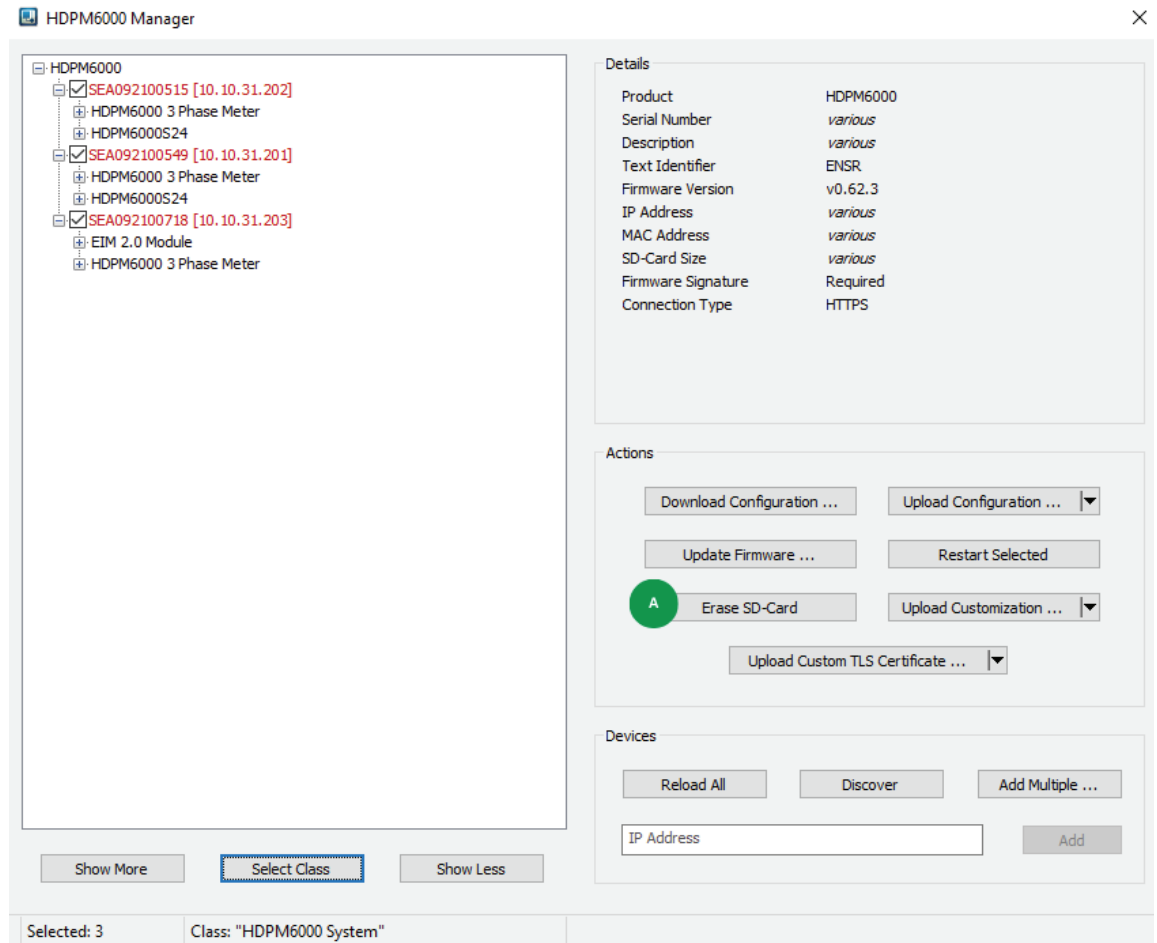 HDPM6000 Manager
HDPM6000
SEA092100515 [10.10.31.202]
HDPM6000 3 Phase Meter
HDPM6000S24
SEA092100549 [10.10.31.201]
HDPM6000 3 Phase Meter
HDPM6000S24
SEA092100718 [10.10.31.203]
EIM 2.0 Module
HDPM6000 3 Phase Meter
Show More
Select Class
Show Less
Details
Product HDPM6000
Serial Number various
Description various
Text Identifier ENSR
Firmware Version v0.62.3
IP Address various
MAC Address various
SD-Card Size various
Firmware Signature Required
Connection Type HTTPS
Actions
Download Configuration ... Upload Configuration ...
Update Firmware ... Restart Selected
A Erase SD-Card Upload Customization ...
Upload Custom TLS Certificate ...
Devices
Reload All Discover Add Multiple ...
IP Address Add
Selected: 3 Class: "HDPM6000 System"